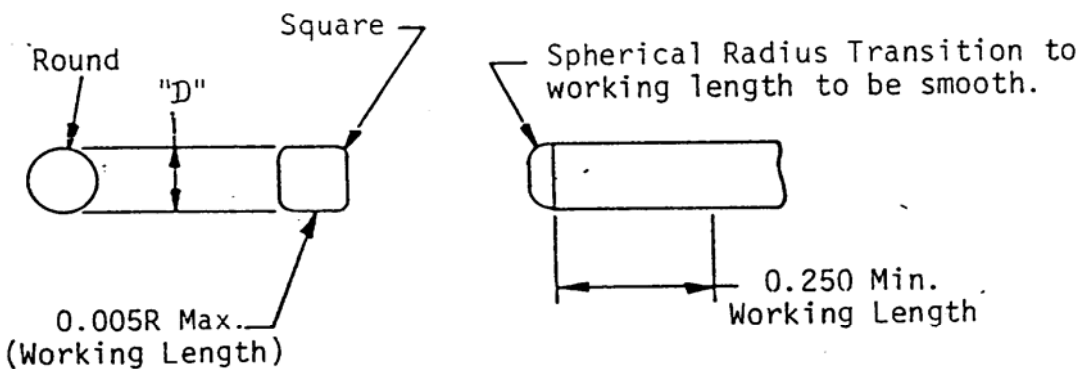 Square
Round
"D"
Spherical Radius Transition to
working length to be smooth.
0.005R Max.
(Working Length)
0.250 Min.
Working Length